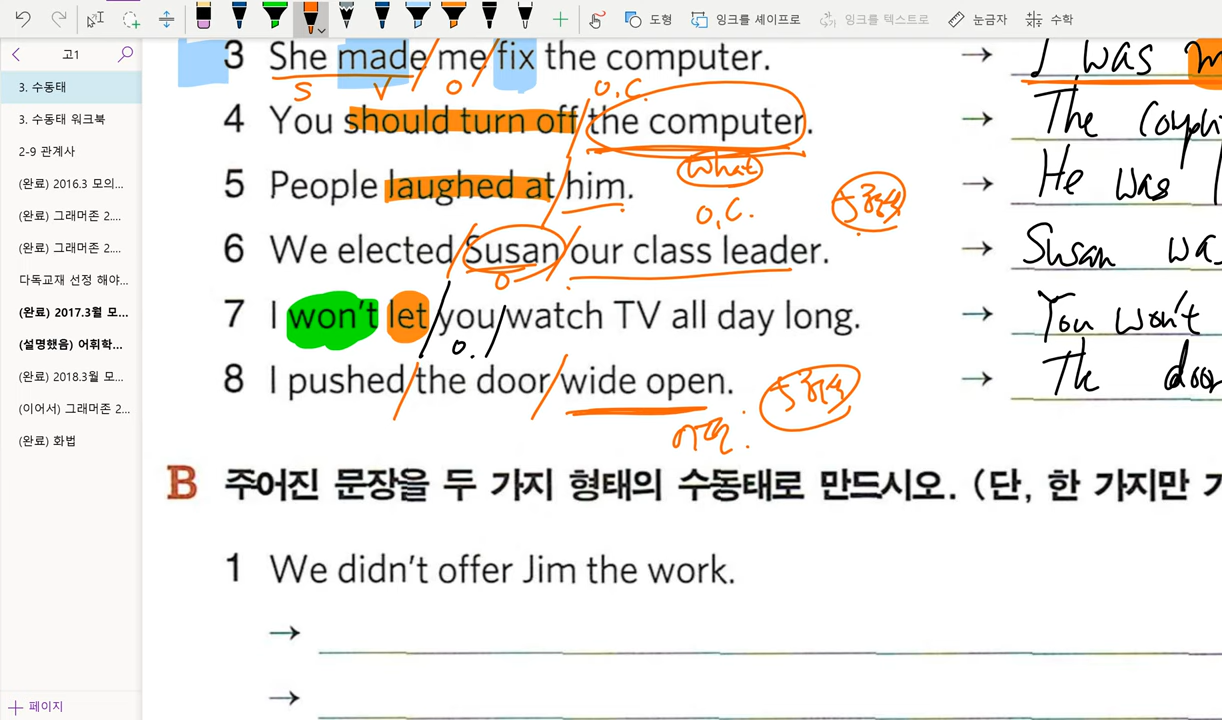 도형
잉크를 셰이프로
잉크를 텍스트로
눈금자
수학
고1
3. 수동태
3. 수동태 워크북
2-9 관계사
(완료) 2016.3 모의...
(완료) 그래머존 2....
(완료) 그래머존 2....
다독교재 선정 해야...
(완료) 2017.3월 모...
(설명했음) 어휘학...
(완료) 2018.3월 모...
(이어서) 그래머존 2...
(완료) 화법
페이지
3 She made/me/fix the computer. → I was
S V O O.C.
4 You should turn off/the computer. → The
What
5 People laughed at/him. → He was
O.C. 5형식
6 We elected/Susan/our class leader. → Susan was
O
7 I won't let/you/watch TV all day long. → You won't
O.
8 I pushed/the door/wide open. → The door
5형식
B 주어진 문장을 두 가지 형태의 수동태로 만드시오. (단, 한 가지만 가
1 We didn't offer Jim the work.
→
→